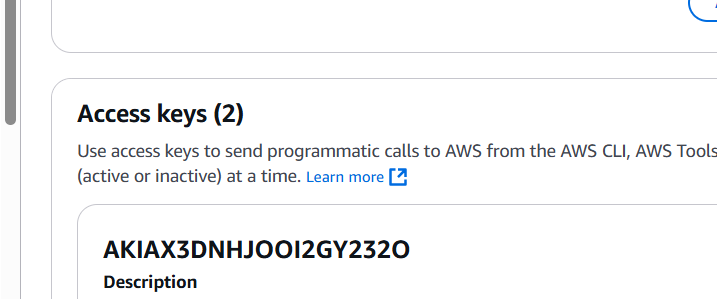 Access keys (2)
Use access keys to send programmatic calls to AWS from the AWS CLI, AWS Tools
(active or inactive) at a time. Learn more
AKIAX3DNHJOOI2GY232O
Description